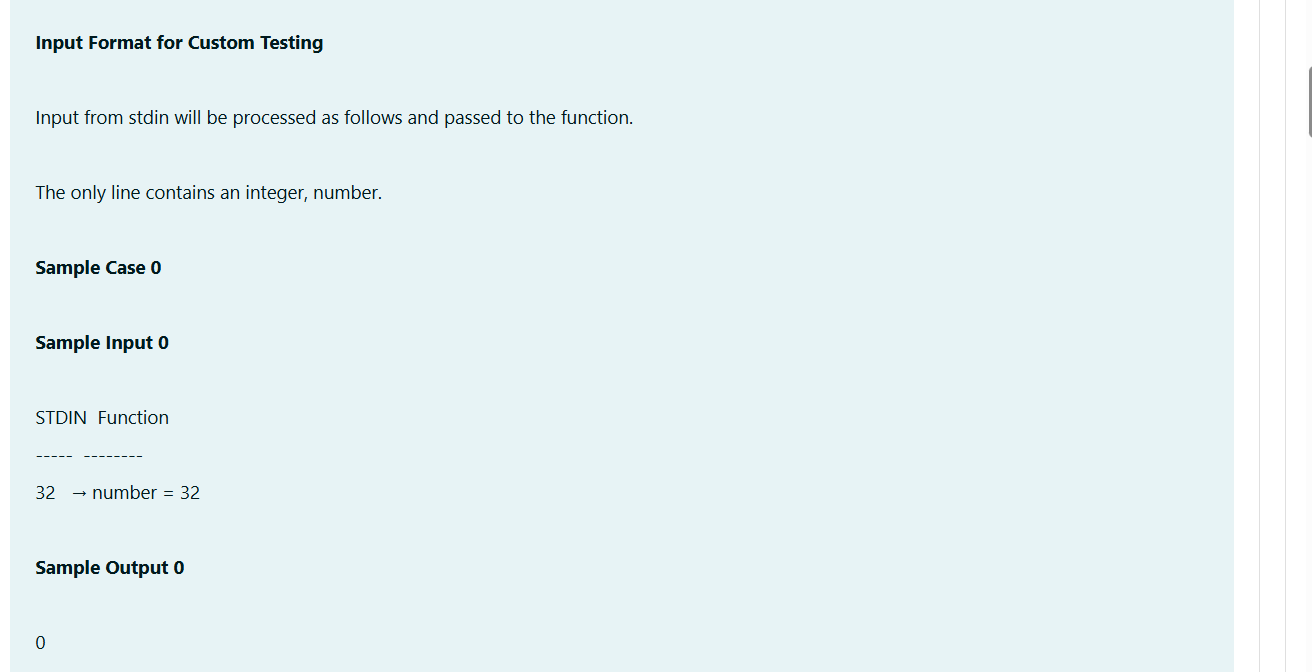 Input Format for Custom Testing
Input from stdin will be processed as follows and passed to the function.
The only line contains an integer, number.
Sample Case 0
Sample Input 0
STDIN  Function
-----  --------
32   → number = 32
Sample Output 0
0